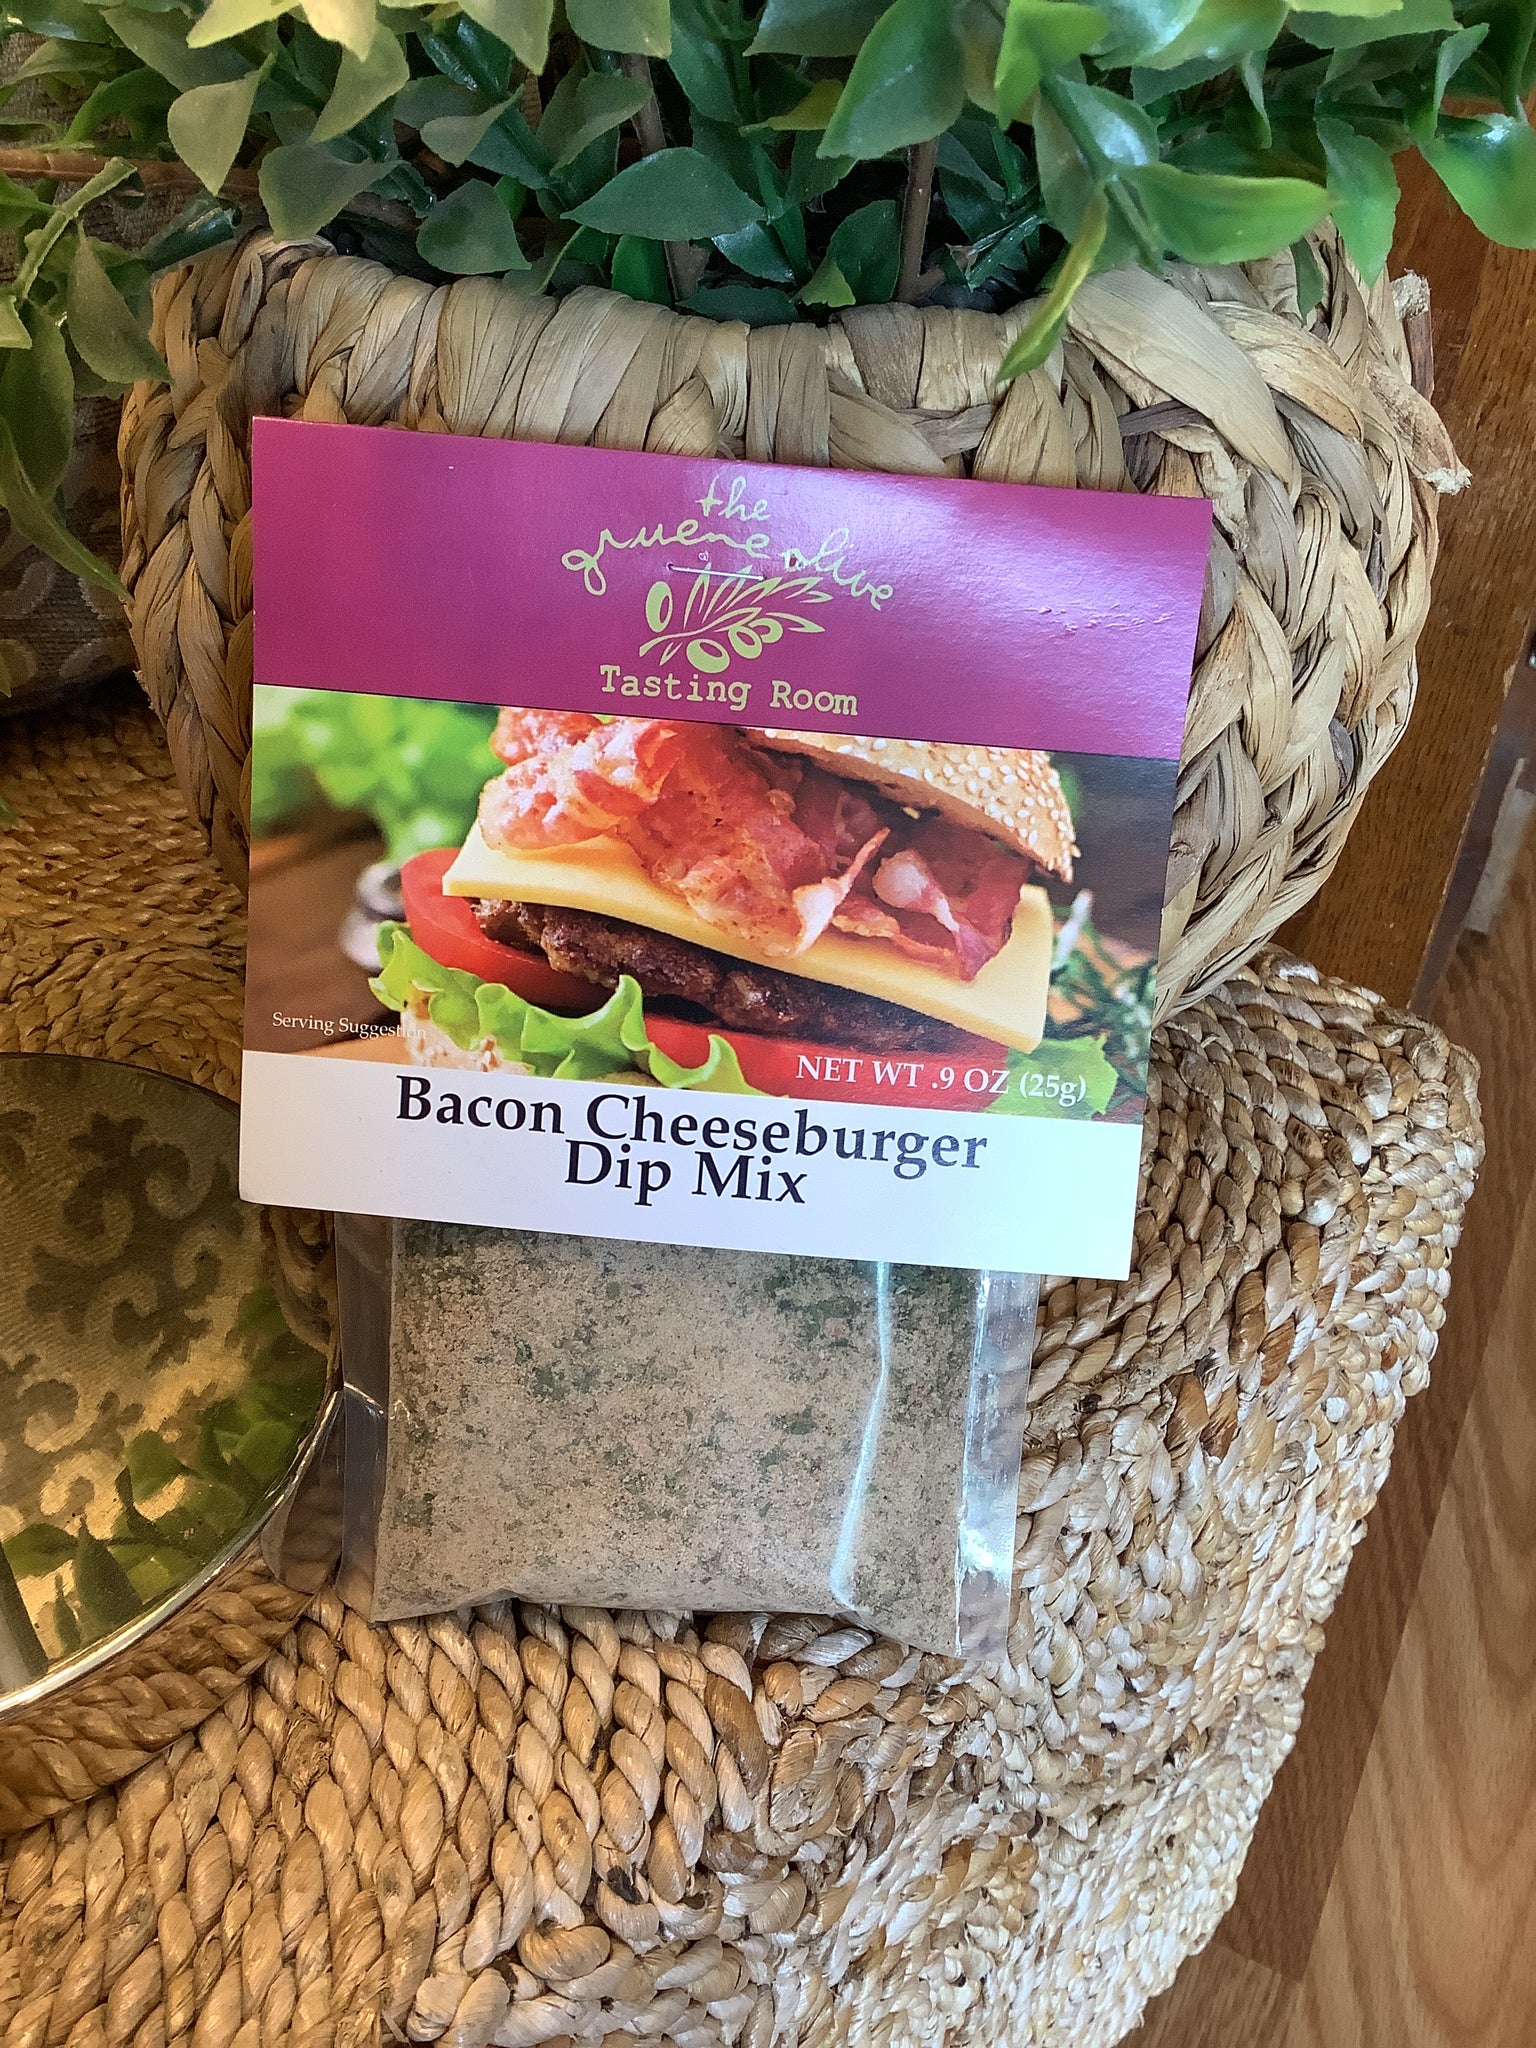 the
gruene olive
Tasting Room
Serving Suggestion
NET WT .9 OZ (25g)
Bacon Cheeseburger
Dip Mix